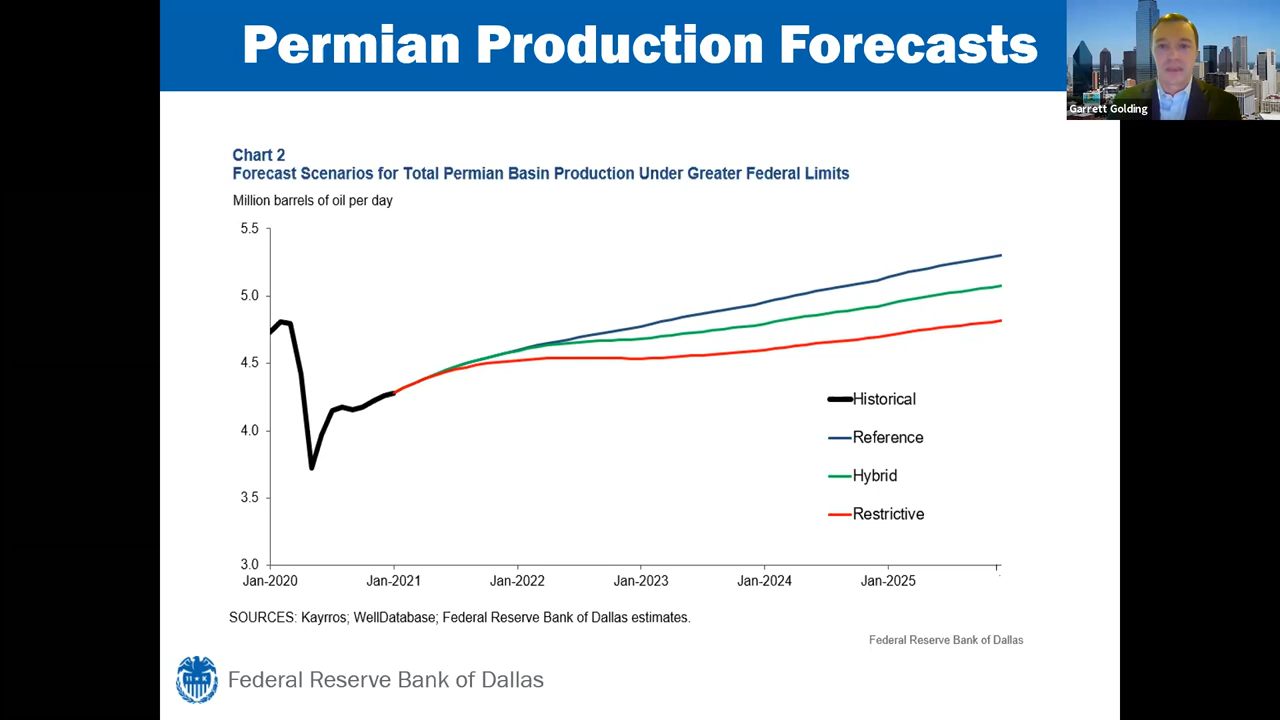 Permian Production Forecasts
Garrett Golding
Chart 2
Forecast Scenarios for Total Permian Basin Production Under Greater Federal Limits
Million barrels of oil per day
5.5
5.0
4.5
4.0
3.5
3.0
Historical
Reference
Hybrid
Restrictive
Jan-2020 Jan-2021 Jan-2022 Jan-2023 Jan-2024 Jan-2025
SOURCES: Kayrros; WellDatabase; Federal Reserve Bank of Dallas estimates.
Federal Reserve Bank of Dallas
Federal Reserve Bank of Dallas